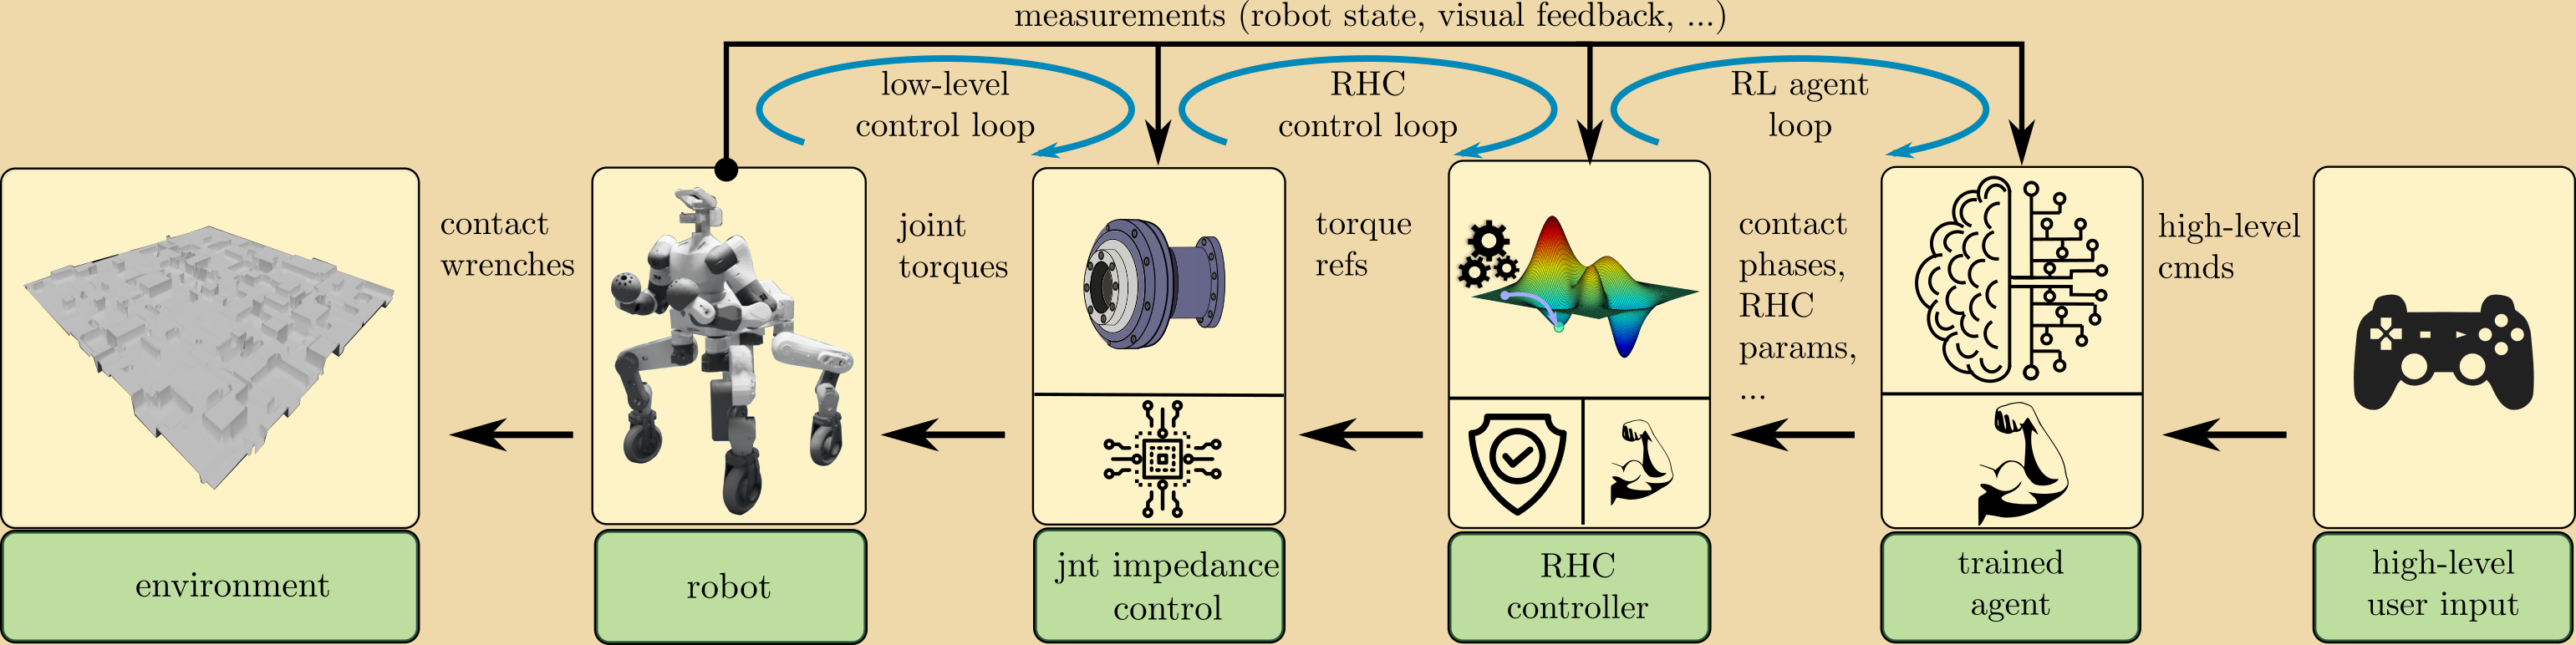 measurements (robot state, visual feedback, ...)
low-level
control loop
RHC
control loop
RL agent
loop
contact
wrenches
joint
torques
torque
refs
contact
phases,
RHC
params,
...
high-level
cmds
environment
robot
jnt impedance
control
RHC
controller
trained
agent
high-level
user input